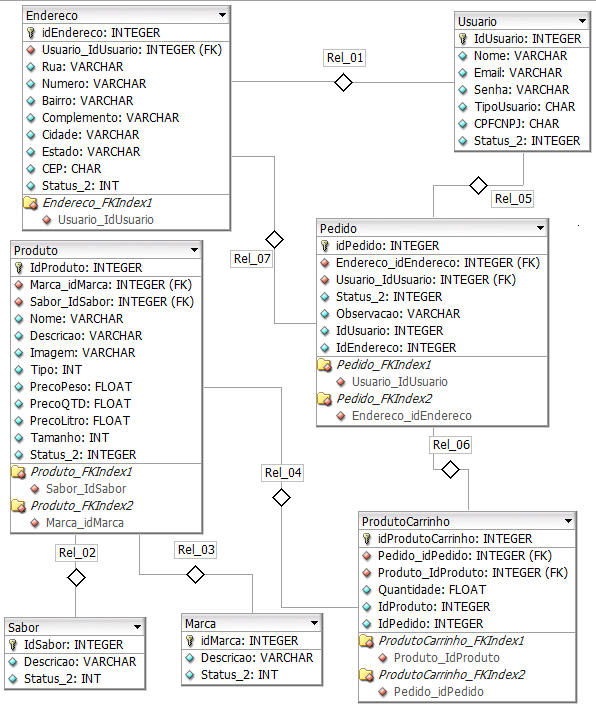 Endereco
idEndereco: INTEGER
Usuario_IdUsuario: INTEGER (FK)
Rua: VARCHAR
Numero: VARCHAR
Bairro: VARCHAR
Complemento: VARCHAR
Cidade: VARCHAR
Estado: VARCHAR
CEP: CHAR
Status_2: INT
Endereco_FKIndex1
Usuario_IdUsuario
Rel_01
Usuario
IdUsuario: INTEGER
Nome: VARCHAR
Email: VARCHAR
Senha: VARCHAR
TipoUsuario: CHAR
CPFCNPJ: CHAR
Status_2: INTEGER
Rel_05
Rel_07
Pedido
idPedido: INTEGER
Endereco_idEndereco: INTEGER (FK)
Usuario_IdUsuario: INTEGER (FK)
Status_2: INTEGER
Observacao: VARCHAR
IdUsuario: INTEGER
IdEndereco: INTEGER
Pedido_FKIndex1
Usuario_IdUsuario
Pedido_FKIndex2
Endereco_idEndereco
Produto
IdProduto: INTEGER
Marca_idMarca: INTEGER (FK)
Sabor_IdSabor: INTEGER (FK)
Nome: VARCHAR
Descricao: VARCHAR
Imagem: VARCHAR
Tipo: INT
PrecoPeso: FLOAT
PrecoQTD: FLOAT
PrecoLitro: FLOAT
Tamanho: INT
Status_2: INTEGER
Produto_FKIndex1
Sabor_IdSabor
Produto_FKIndex2
Marca_idMarca
Rel_06
Rel_04
Rel_02
Rel_03
ProdutoCarrinho
idProdutoCarrinho: INTEGER
Pedido_idPedido: INTEGER (FK)
Produto_IdProduto: INTEGER (FK)
Quantidade: FLOAT
IdProduto: INTEGER
IdPedido: INTEGER
ProdutoCarrinho_FKIndex1
Produto_IdProduto
ProdutoCarrinho_FKIndex2
Pedido_idPedido
Sabor
IdSabor: INTEGER
Descricao: VARCHAR
Status_2: INT
Marca
idMarca: INTEGER
Descricao: VARCHAR
Status_2: INT